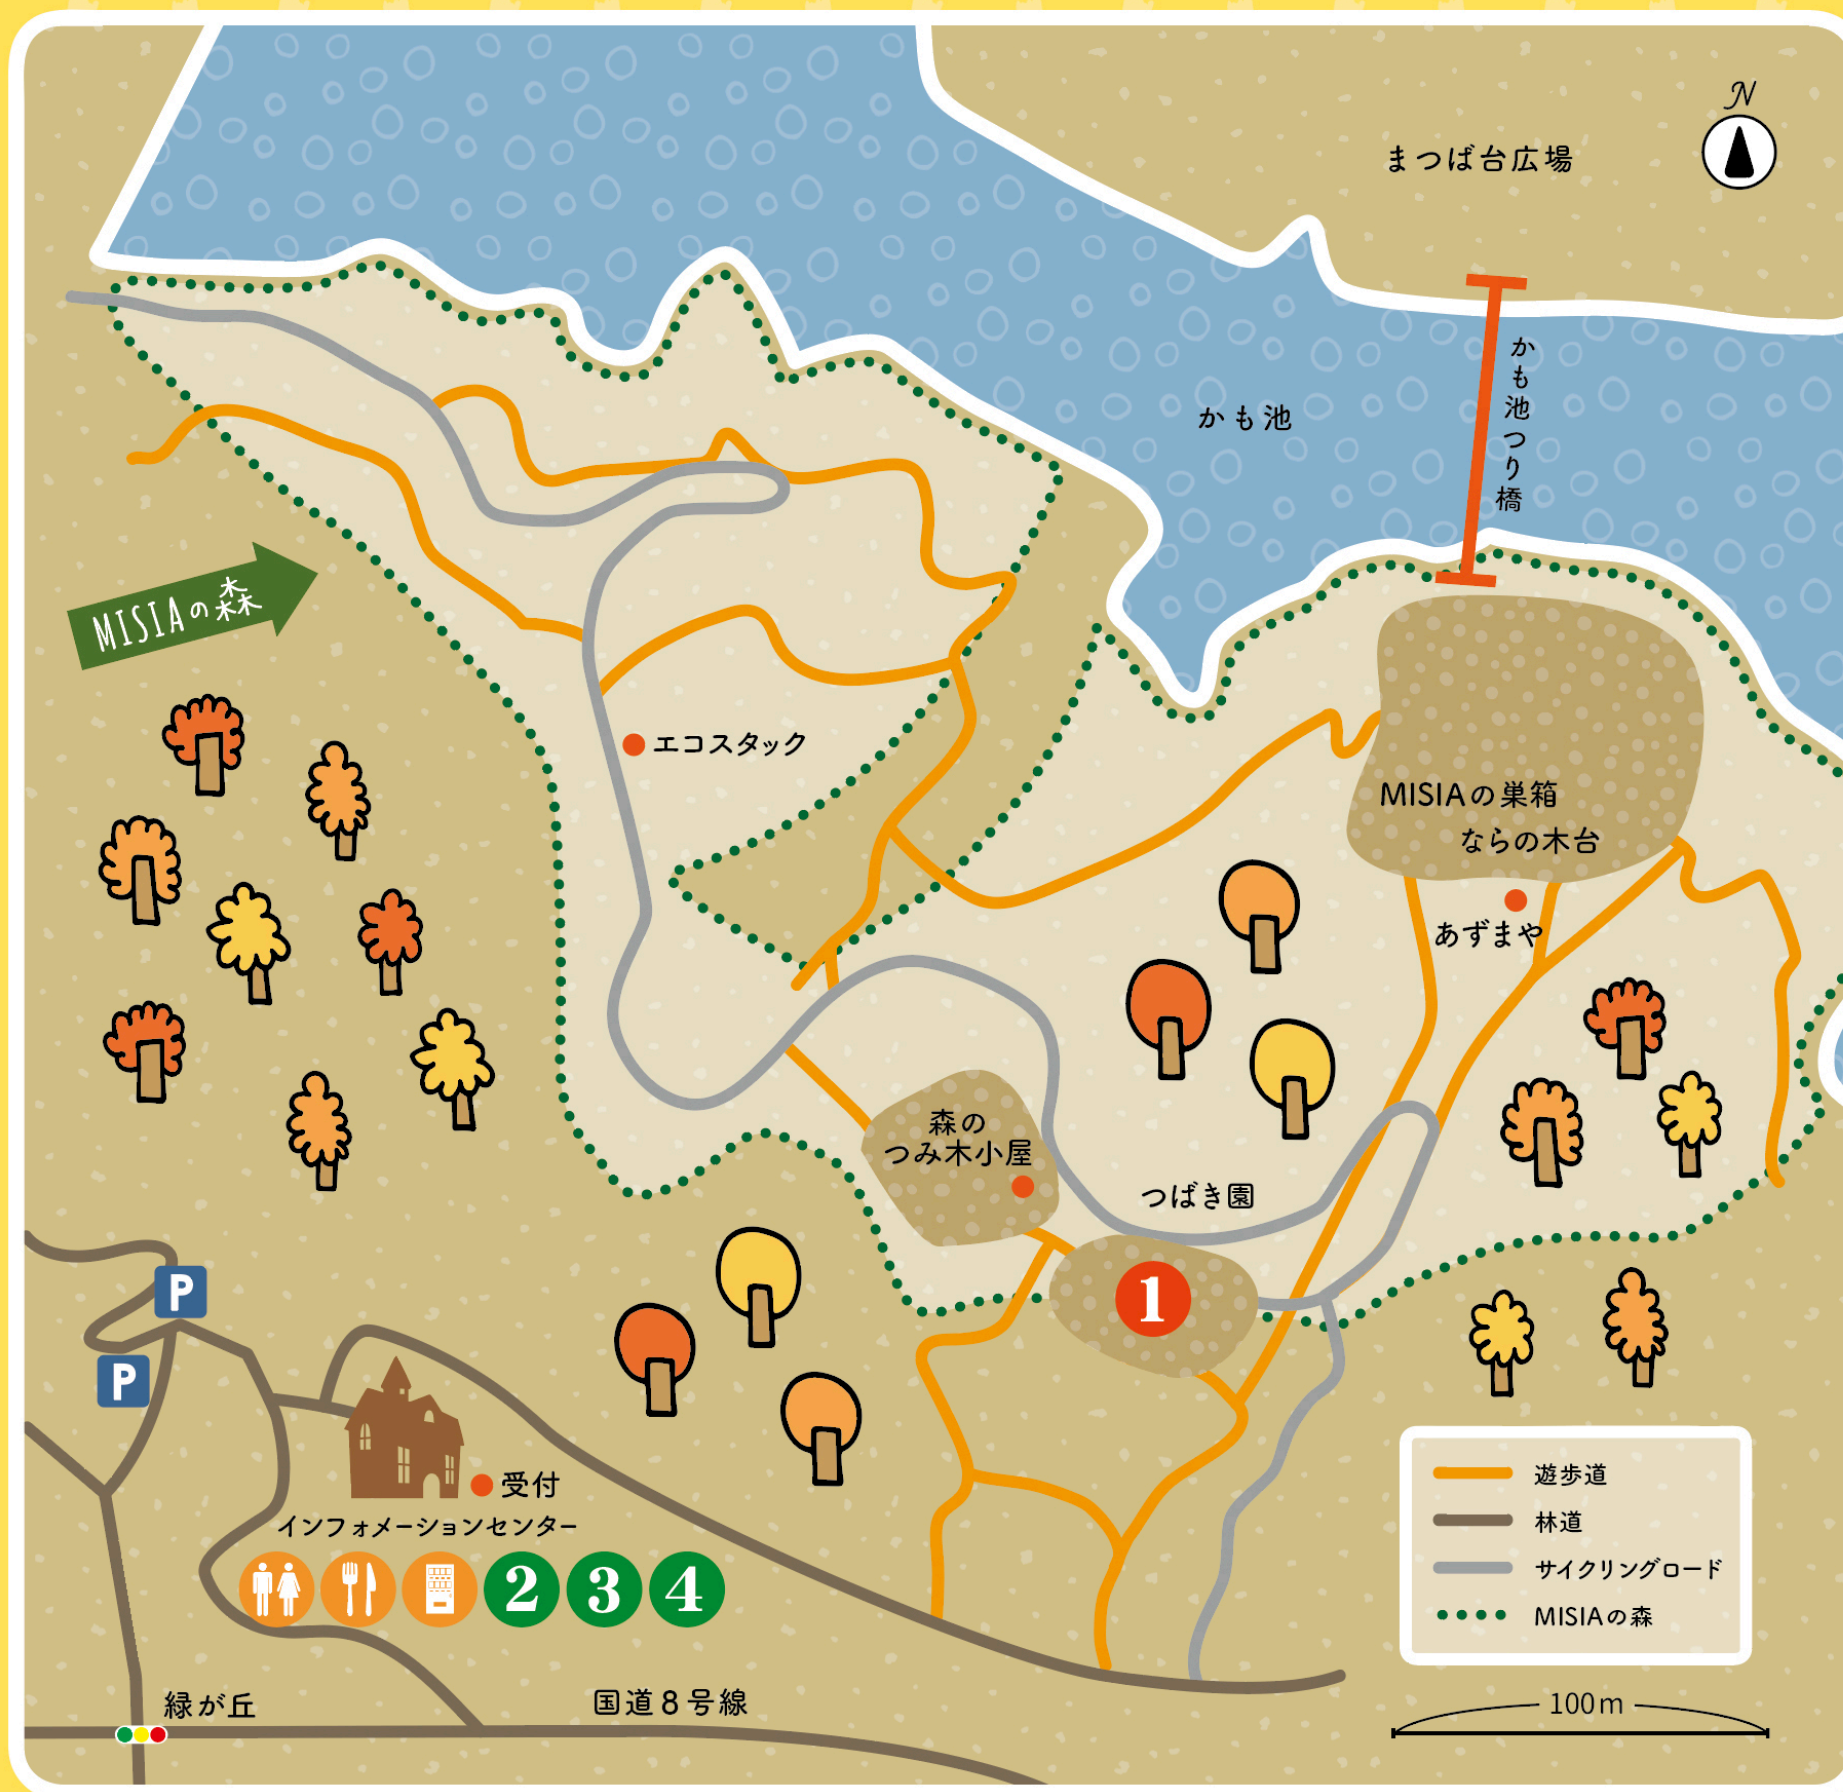 N
まつば台広場
かも池つり橋
かも池
MISIAの森
エコスタック
MISIAの巣箱
ならの木台
あずまや
森の
つみ木小屋
つばき園
1
P
P
受付
インフォメーションセンター
2 3 4
遊歩道
林道
サイクリングロード
MISIAの森
緑が丘
国道8号線
100m